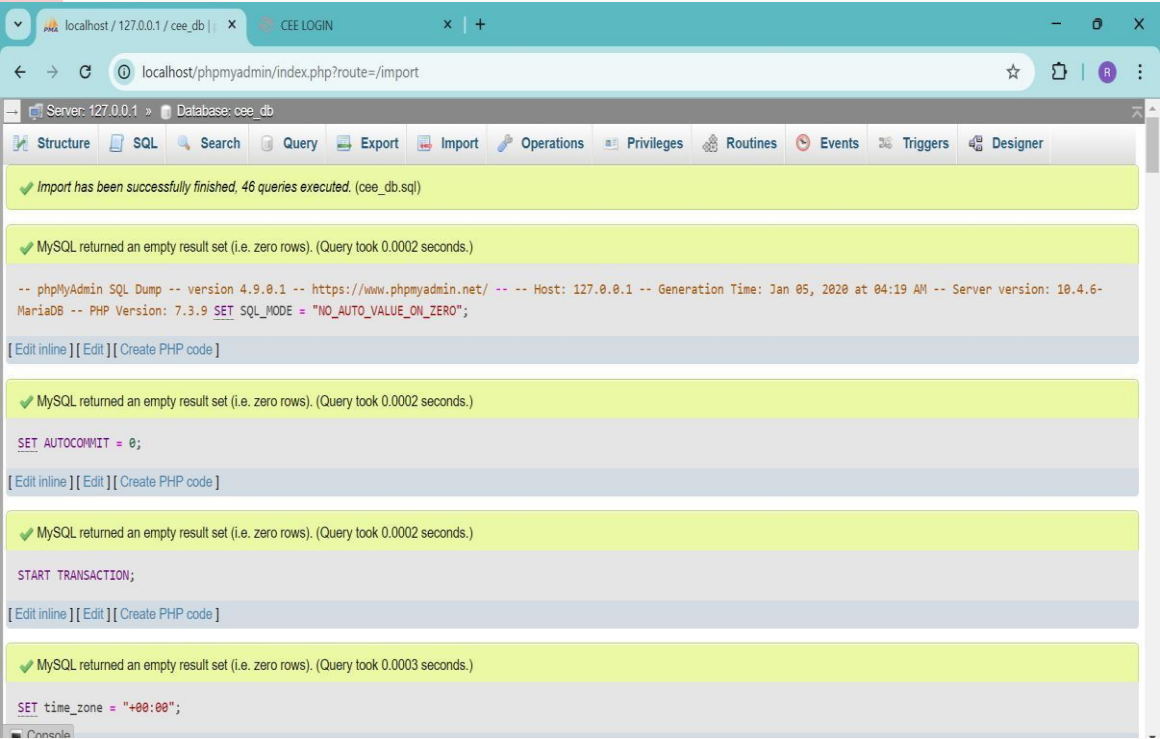 localhost / 127.0.0.1 / cee_db | CEE LOGIN
localhost/phpmyadmin/index.php?route=/import R
Server: 127.0.0.1 » Database: cee_db
Structure SQL Search Query Export Import Operations Privileges Routines Events Triggers Designer
Import has been successfully finished, 46 queries executed. (cee_db.sql)
MySQL returned an empty result set (i.e. zero rows). (Query took 0.0002 seconds.)
-- phpMyAdmin SQL Dump -- version 4.9.0.1 -- https://www.phpmyadmin.net/ -- -- Host: 127.0.0.1 -- Generation Time: Jan 05, 2020 at 04:19 AM -- Server version: 10.4.6-
MariaDB -- PHP Version: 7.3.9 SET SQL_MODE = "NO_AUTO_VALUE_ON_ZERO";
[ Edit inline ] [ Edit ] [ Create PHP code ]
MySQL returned an empty result set (i.e. zero rows). (Query took 0.0002 seconds.)
SET AUTOCOMMIT = 0;
[ Edit inline ] [ Edit ] [ Create PHP code ]
MySQL returned an empty result set (i.e. zero rows). (Query took 0.0002 seconds.)
START TRANSACTION;
[ Edit inline ] [ Edit ] [ Create PHP code ]
MySQL returned an empty result set (i.e. zero rows). (Query took 0.0003 seconds.)
SET time_zone = "+00:00";
Console